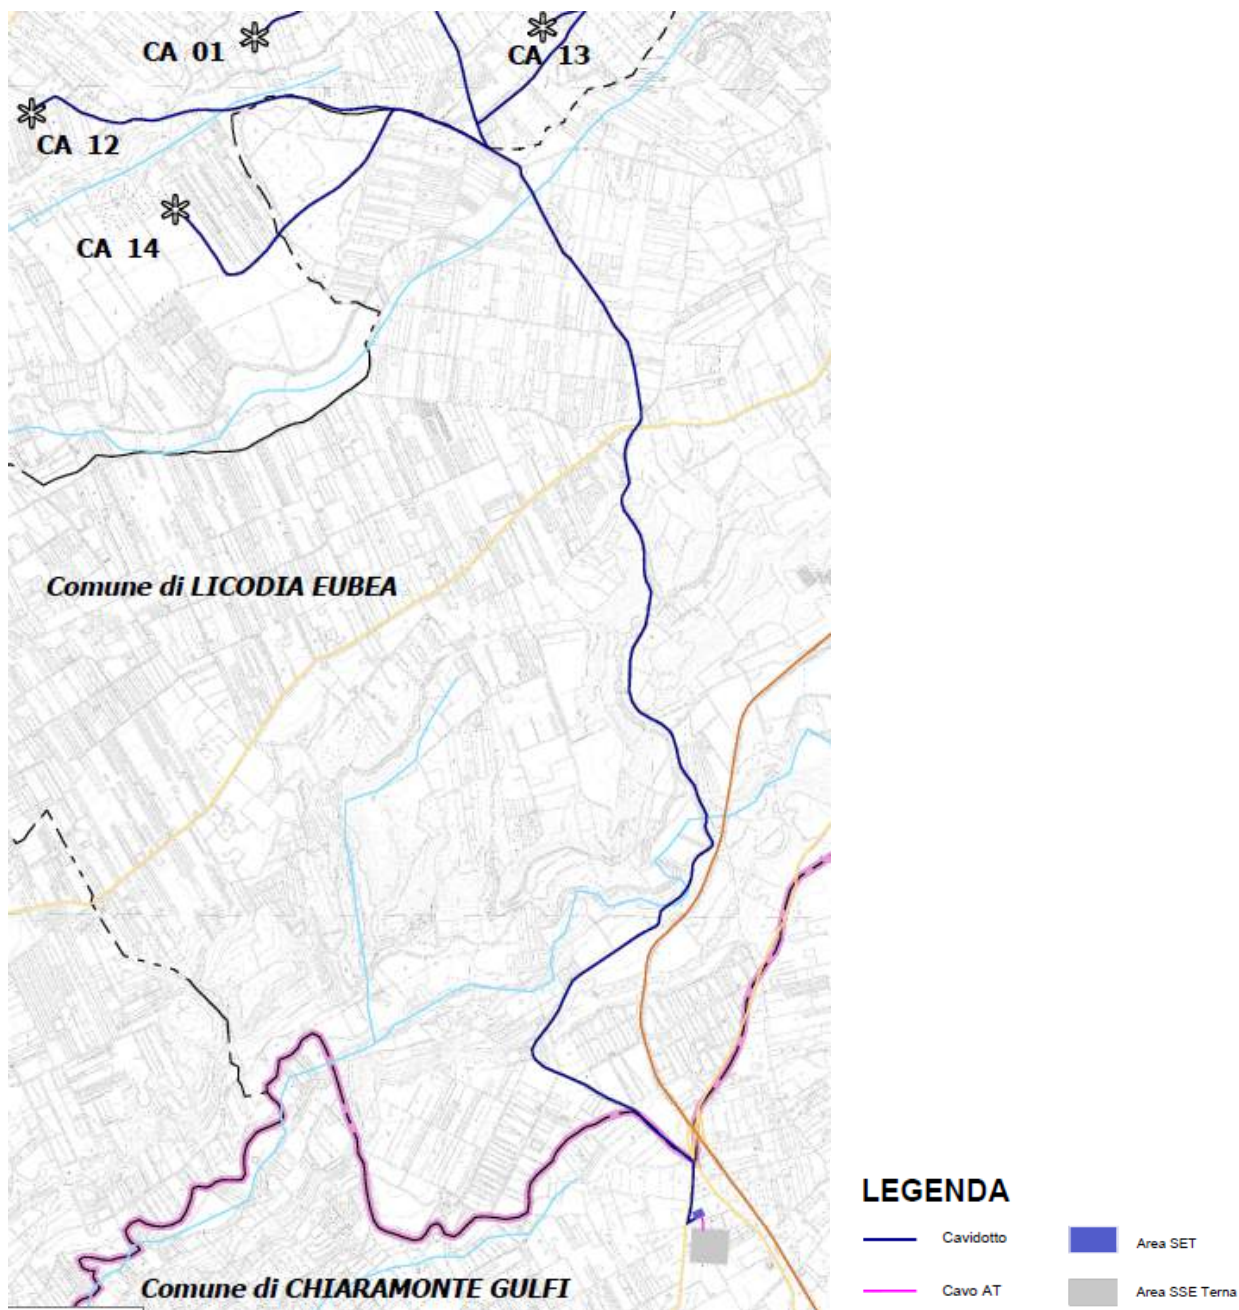 CA 01
CA 13
CA 12
CA 14
Comune di LICODIA EUBEA
Comune di CHIARAMONTE GULFI
LEGENDA
Cavidotto
Area SET
Cavo AT
Area SSE Terna